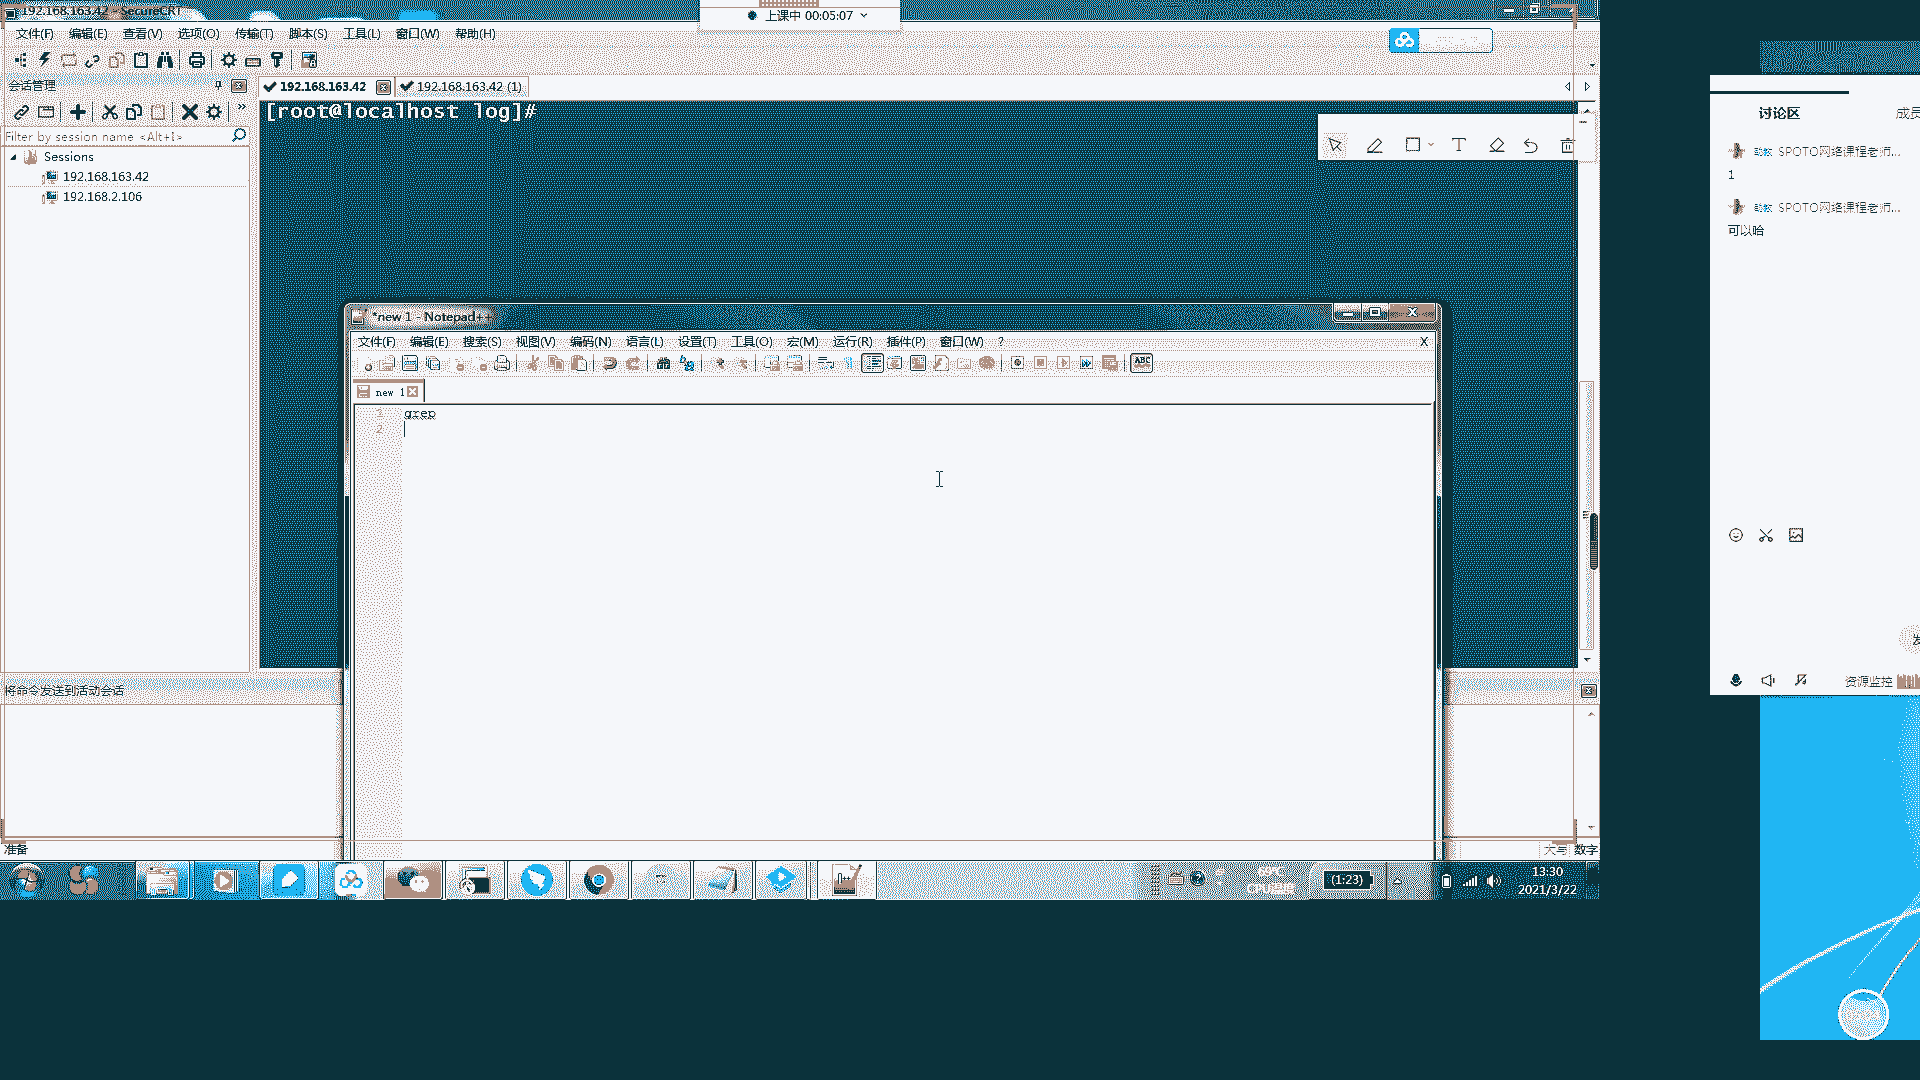 192.168.163.42 - SecureCRT
上课中 00:05:07
文件(F) 编辑(E) 查看(V) 选项(O) 传输(T) 脚本(S) 工具(L) 窗口(W) 帮助(H)
会话管理
192.168.163.42
192.168.163.42 (1)
[root@localhost log]#
Filter by session name <Alt+I>
Sessions
192.168.163.42
192.168.2.106
*new 1 - Notepad++
文件(F) 编辑(E) 搜索(S) 视图(V) 编码(N) 语言(L) 设置(T) 工具(O) 宏(M) 运行(R) 插件(P) 窗口(W) ? X
ABC
new 1
1 grep
2
将命令发送到活动会话
准备
大写 数字
(1:23)
13:30
2021/3/22
讨论区
成员
助教 SPOTO网络课程老师...
1
助教 SPOTO网络课程老师...
可以哈
发
资源监控